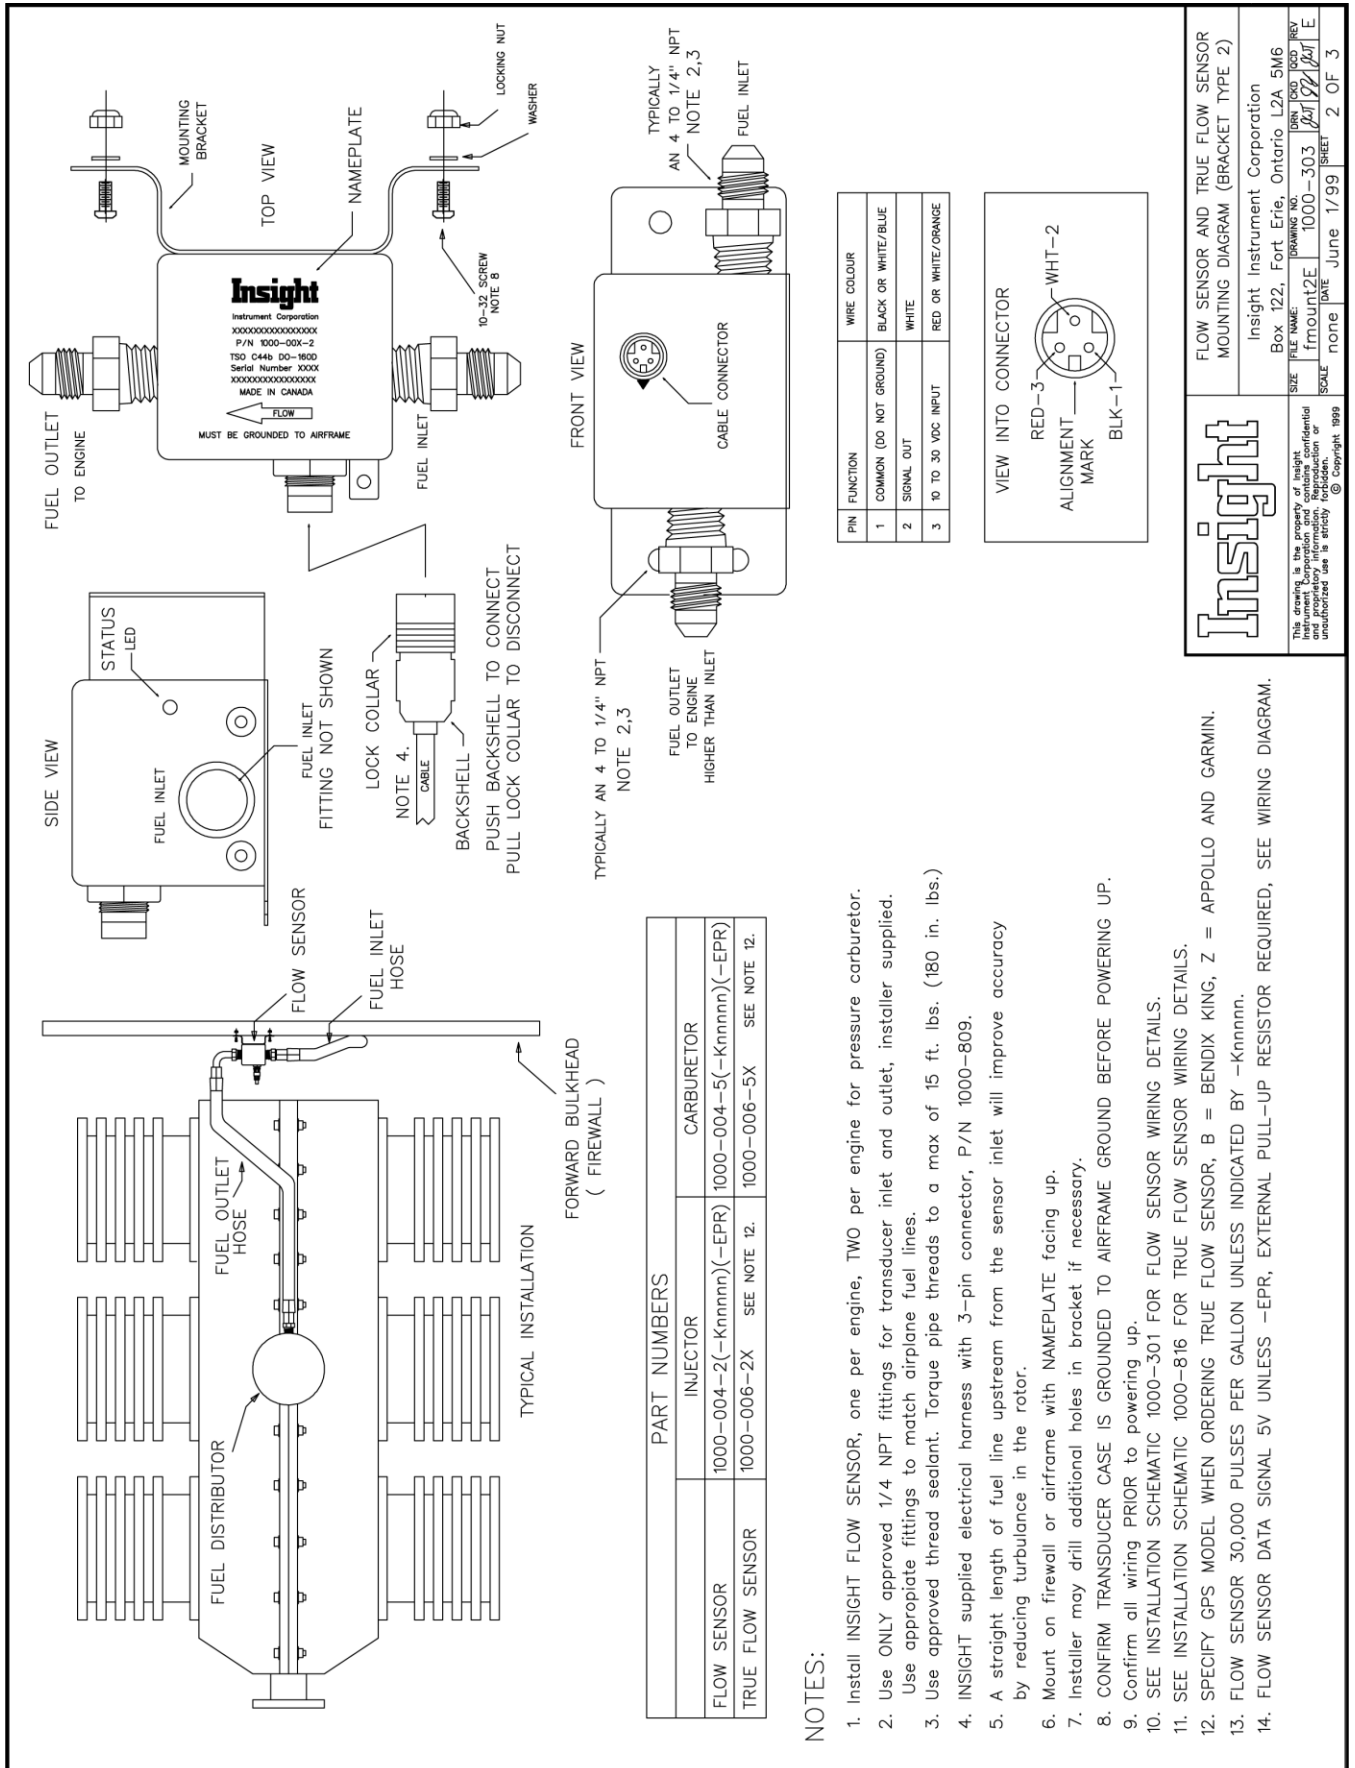 TYPICAL INSTALLATION
FUEL DISTRIBUTOR
FUEL OUTLET
HOSE
FORWARD BULKHEAD
( FIREWALL )
FLOW SENSOR
FUEL INLET
HOSE
SIDE VIEW
STATUS
LED
FUEL INLET
FUEL INLET
FITTING NOT SHOWN
LOCK COLLAR
NOTE 4.
CABLE
BACKSHELL
PUSH BACKSHELL TO CONNECT
PULL LOCK COLLAR TO DISCONNECT
FUEL OUTLET
TO ENGINE
TOP VIEW
MOUNTING
BRACKET
NAMEPLATE
LOCKING NUT
WASHER
10-32 SCREW
NOTE 8
FUEL INLET
Insight
Instrument Corporation
XXXXXXXXXXXXXXXX
P/N 1000-00X-2
TSO C44b DO-160D
Serial Number XXXX
XXXXXXXXXXXXXXXX
MADE IN CANADA
FLOW
MUST BE GROUNDED TO AIRFRAME
FRONT VIEW
TYPICALLY
AN 4 TO 1/4" NPT
NOTE 2,3
FUEL INLET
CABLE CONNECTOR
TYPICALLY AN 4 TO 1/4" NPT
NOTE 2,3
FUEL OUTLET
TO ENGINE
HIGHER THAN INLET
PIN FUNCTION WIRE COLOUR
1 COMMON (DO NOT GROUND) BLACK OR WHITE/BLUE
2 SIGNAL OUT WHITE
3 10 TO 30 VDC INPUT RED OR WHITE/ORANGE
VIEW INTO CONNECTOR
RED-3
WHT-2
ALIGNMENT
MARK
BLK-1
PART NUMBERS
INJECTOR CARBURETOR
FLOW SENSOR 1000-004-2(-Knnnnn)(-EPR) 1000-004-5(-Knnnnn)(-EPR)
TRUE FLOW SENSOR 1000-006-2X SEE NOTE 12. 1000-006-5X SEE NOTE 12.
NOTES:
1. Install INSIGHT FLOW SENSOR, one per engine, TWO per engine for pressure carburetor.
2. Use ONLY approved 1/4 NPT fittings for transducer inlet and outlet, installer supplied.
Use appropiate fittings to match airplane fuel lines.
3. Use approved thread sealant. Torque pipe threads to a max of 15 ft. lbs. (180 in. lbs.)
4. INSIGHT supplied electrical harness with 3-pin connector, P/N 1000-809.
5. A straight length of fuel line upstream from the sensor inlet will improve accuracy
by reducing turbulance in the rotor.
6. Mount on firewall or airframe with NAMEPLATE facing up.
7. Installer may drill additional holes in bracket if necessary.
8. CONFIRM TRANSDUCER CASE IS GROUNDED TO AIRFRAME GROUND BEFORE POWERING UP.
9. Confirm all wiring PRIOR to powering up.
10. SEE INSTALLATION SCHEMATIC 1000-301 FOR FLOW SENSOR WIRING DETAILS.
11. SEE INSTALLATION SCHEMATIC 1000-816 FOR TRUE FLOW SENSOR WIRING DETAILS.
12. SPECIFY GPS MODEL WHEN ORDERING TRUE FLOW SENSOR, B = BENDIX KING, Z = APPOLLO AND GARMIN.
13. FLOW SENSOR 30,000 PULSES PER GALLON UNLESS INDICATED BY -Knnnnn.
14. FLOW SENSOR DATA SIGNAL 5V UNLESS -EPR, EXTERNAL PULL-UP RESISTOR REQUIRED, SEE WIRING DIAGRAM.
Insight
This drawing is the property of Insight
Instrument Corporation and contains confidential
and proprietory information. Reproduction or
unauthorized use is strictly forbidden.
© Copyright 1999
FLOW SENSOR AND TRUE FLOW SENSOR
MOUNTING DIAGRAM (BRACKET TYPE 2)
Insight Instrument Corporation
Box 122, Fort Erie, Ontario L2A 5M6
SIZE FILE NAME: DRAWING NO. DRN CKD QCD REV
fmount2E 1000-303 E
SCALE DATE SHEET
none June 1/99 2 OF 3